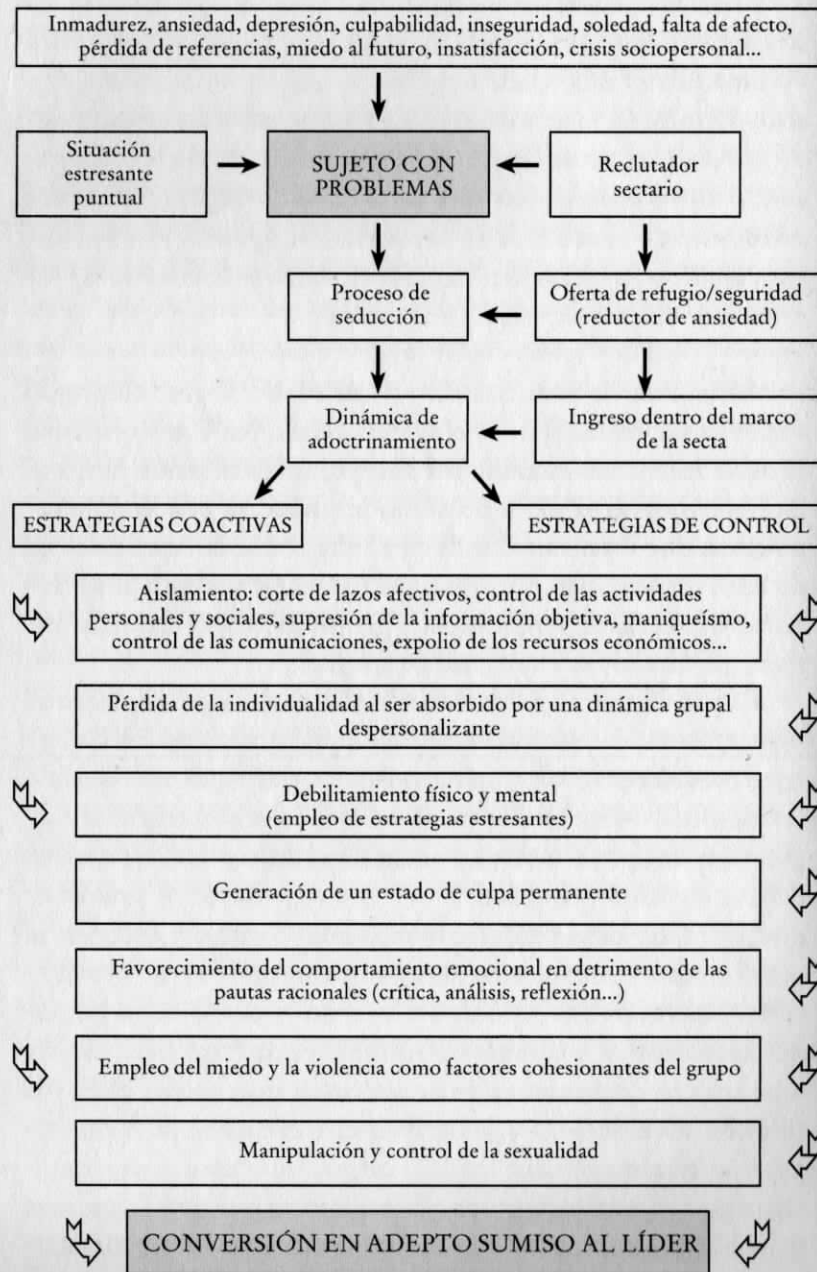 Inmadurez, ansiedad, depresión, culpabilidad, inseguridad, soledad, falta de afecto,
pérdida de referencias, miedo al futuro, insatisfacción, crisis sociopersonal...
Situación
estresante
puntual
SUJETO CON
PROBLEMAS
Reclutador
sectario
Proceso de
seducción
Oferta de refugio/seguridad
(reductor de ansiedad)
Dinámica de
adoctrinamiento
Ingreso dentro del marco
de la secta
ESTRATEGIAS COACTIVAS
ESTRATEGIAS DE CONTROL
Aislamiento: corte de lazos afectivos, control de las actividades
personales y sociales, supresión de la información objetiva, maniqueísmo,
control de las comunicaciones, expolio de los recursos económicos...
Pérdida de la individualidad al ser absorbido por una dinámica grupal
despersonalizante
Debilitamiento físico y mental
(empleo de estrategias estresantes)
Generación de un estado de culpa permanente
Favorecimiento del comportamiento emocional en detrimento de las
pautas racionales (crítica, análisis, reflexión...)
Empleo del miedo y la violencia como factores cohesionantes del grupo
Manipulación y control de la sexualidad
CONVERSIÓN EN ADEPTO SUMISO AL LÍDER